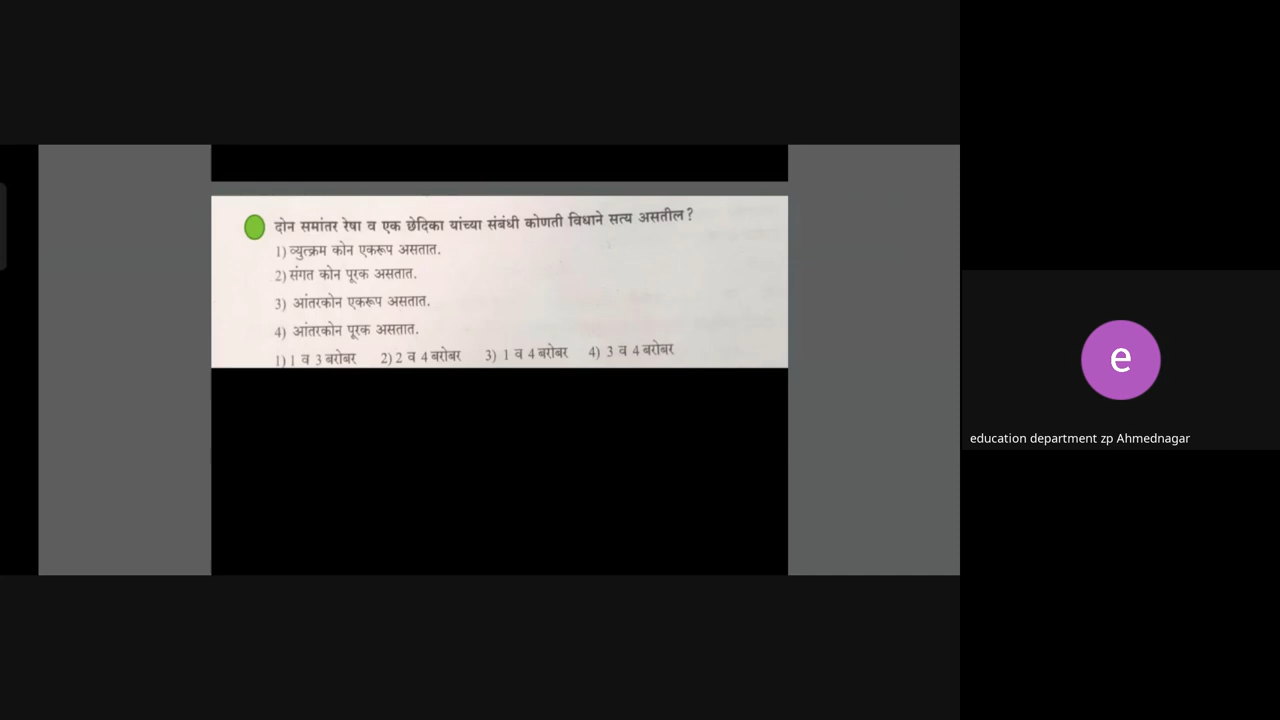 दोन समांतर रेषा व एक छेदिका यांच्या संबंधी कोणती विधाने सत्य असतील ?
1) व्युत्क्रम कोन एकरूप असतात.
2) संगत कोन पूरक असतात.
3) आंतरकोन एकरूप असतात.
4) आंतरकोन पूरक असतात.
1) 1 व 3 बरोबर 2) 2 व 4 बरोबर 3) 1 व 4 बरोबर 4) 3 व 4 बरोबर
e
education department zp Ahmednagar